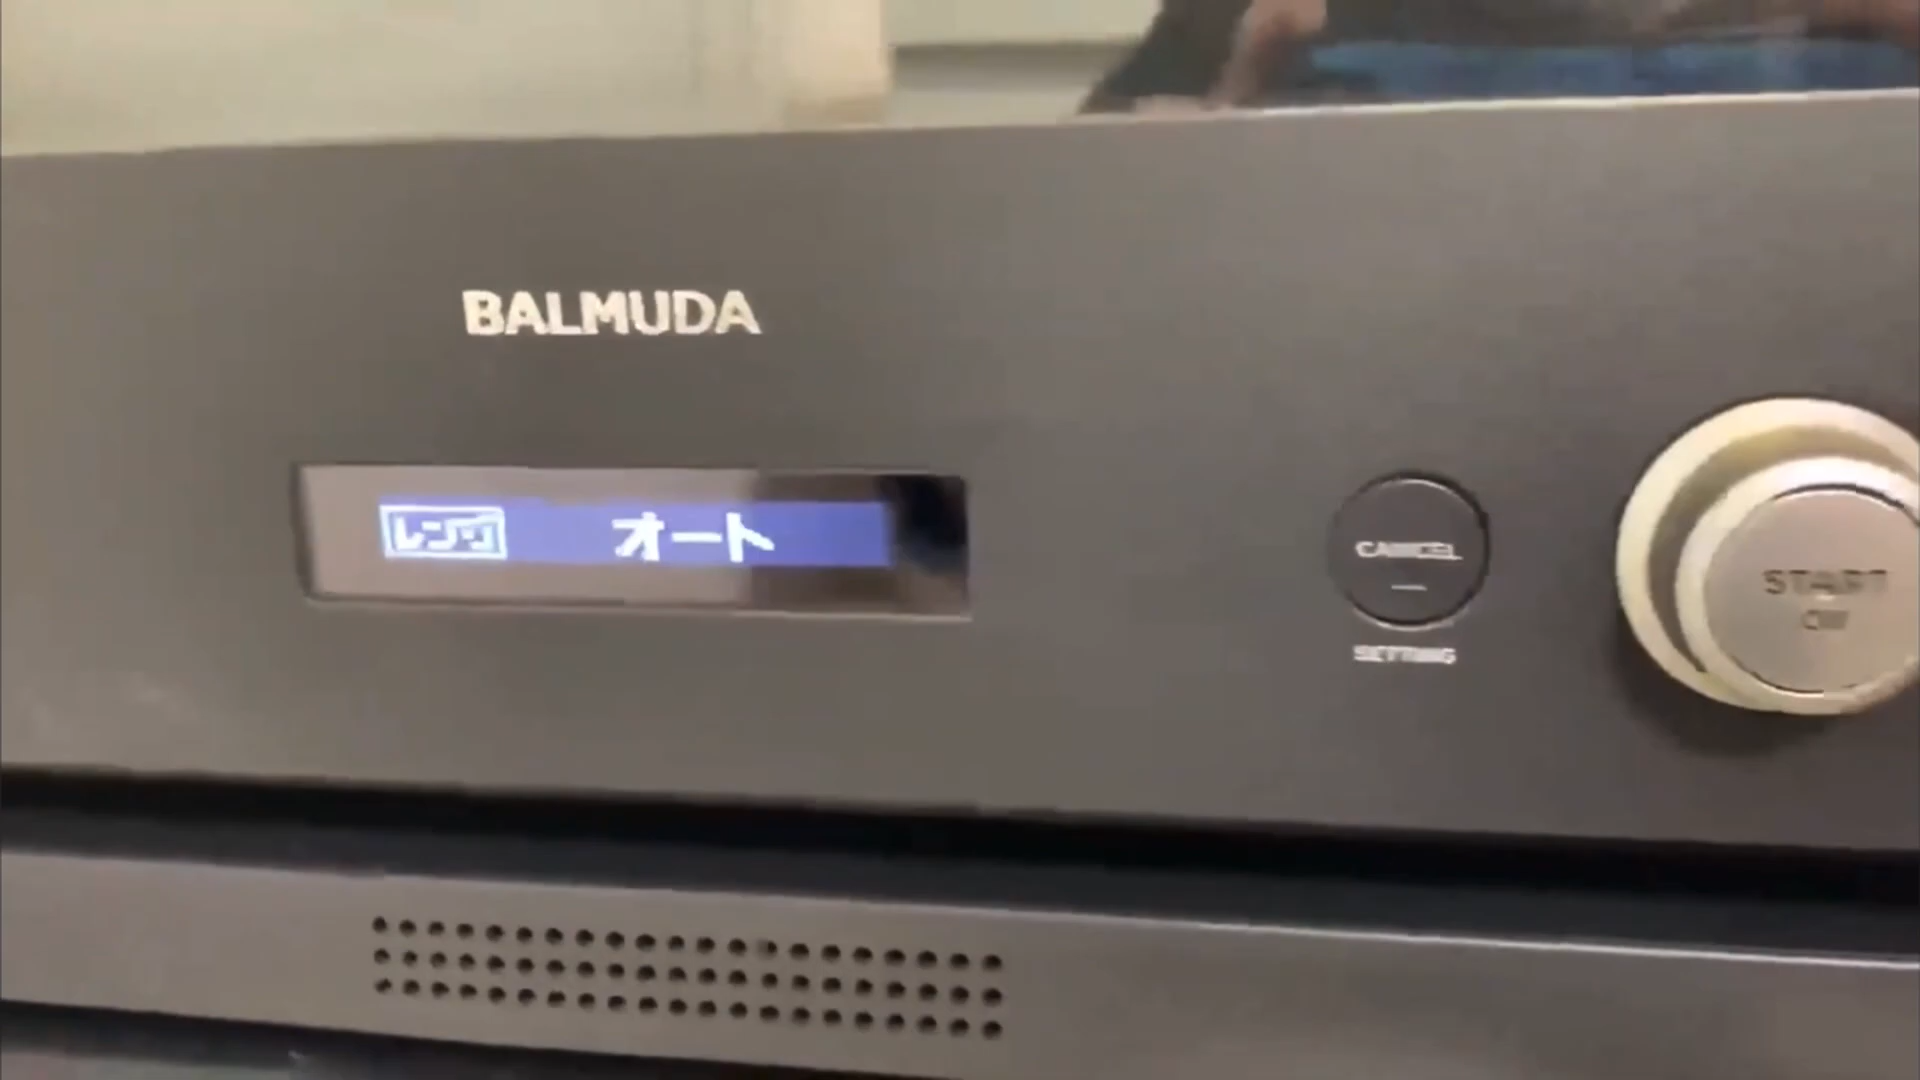 BALMUDA
レンジ オート
CANCEL
SETTING
START